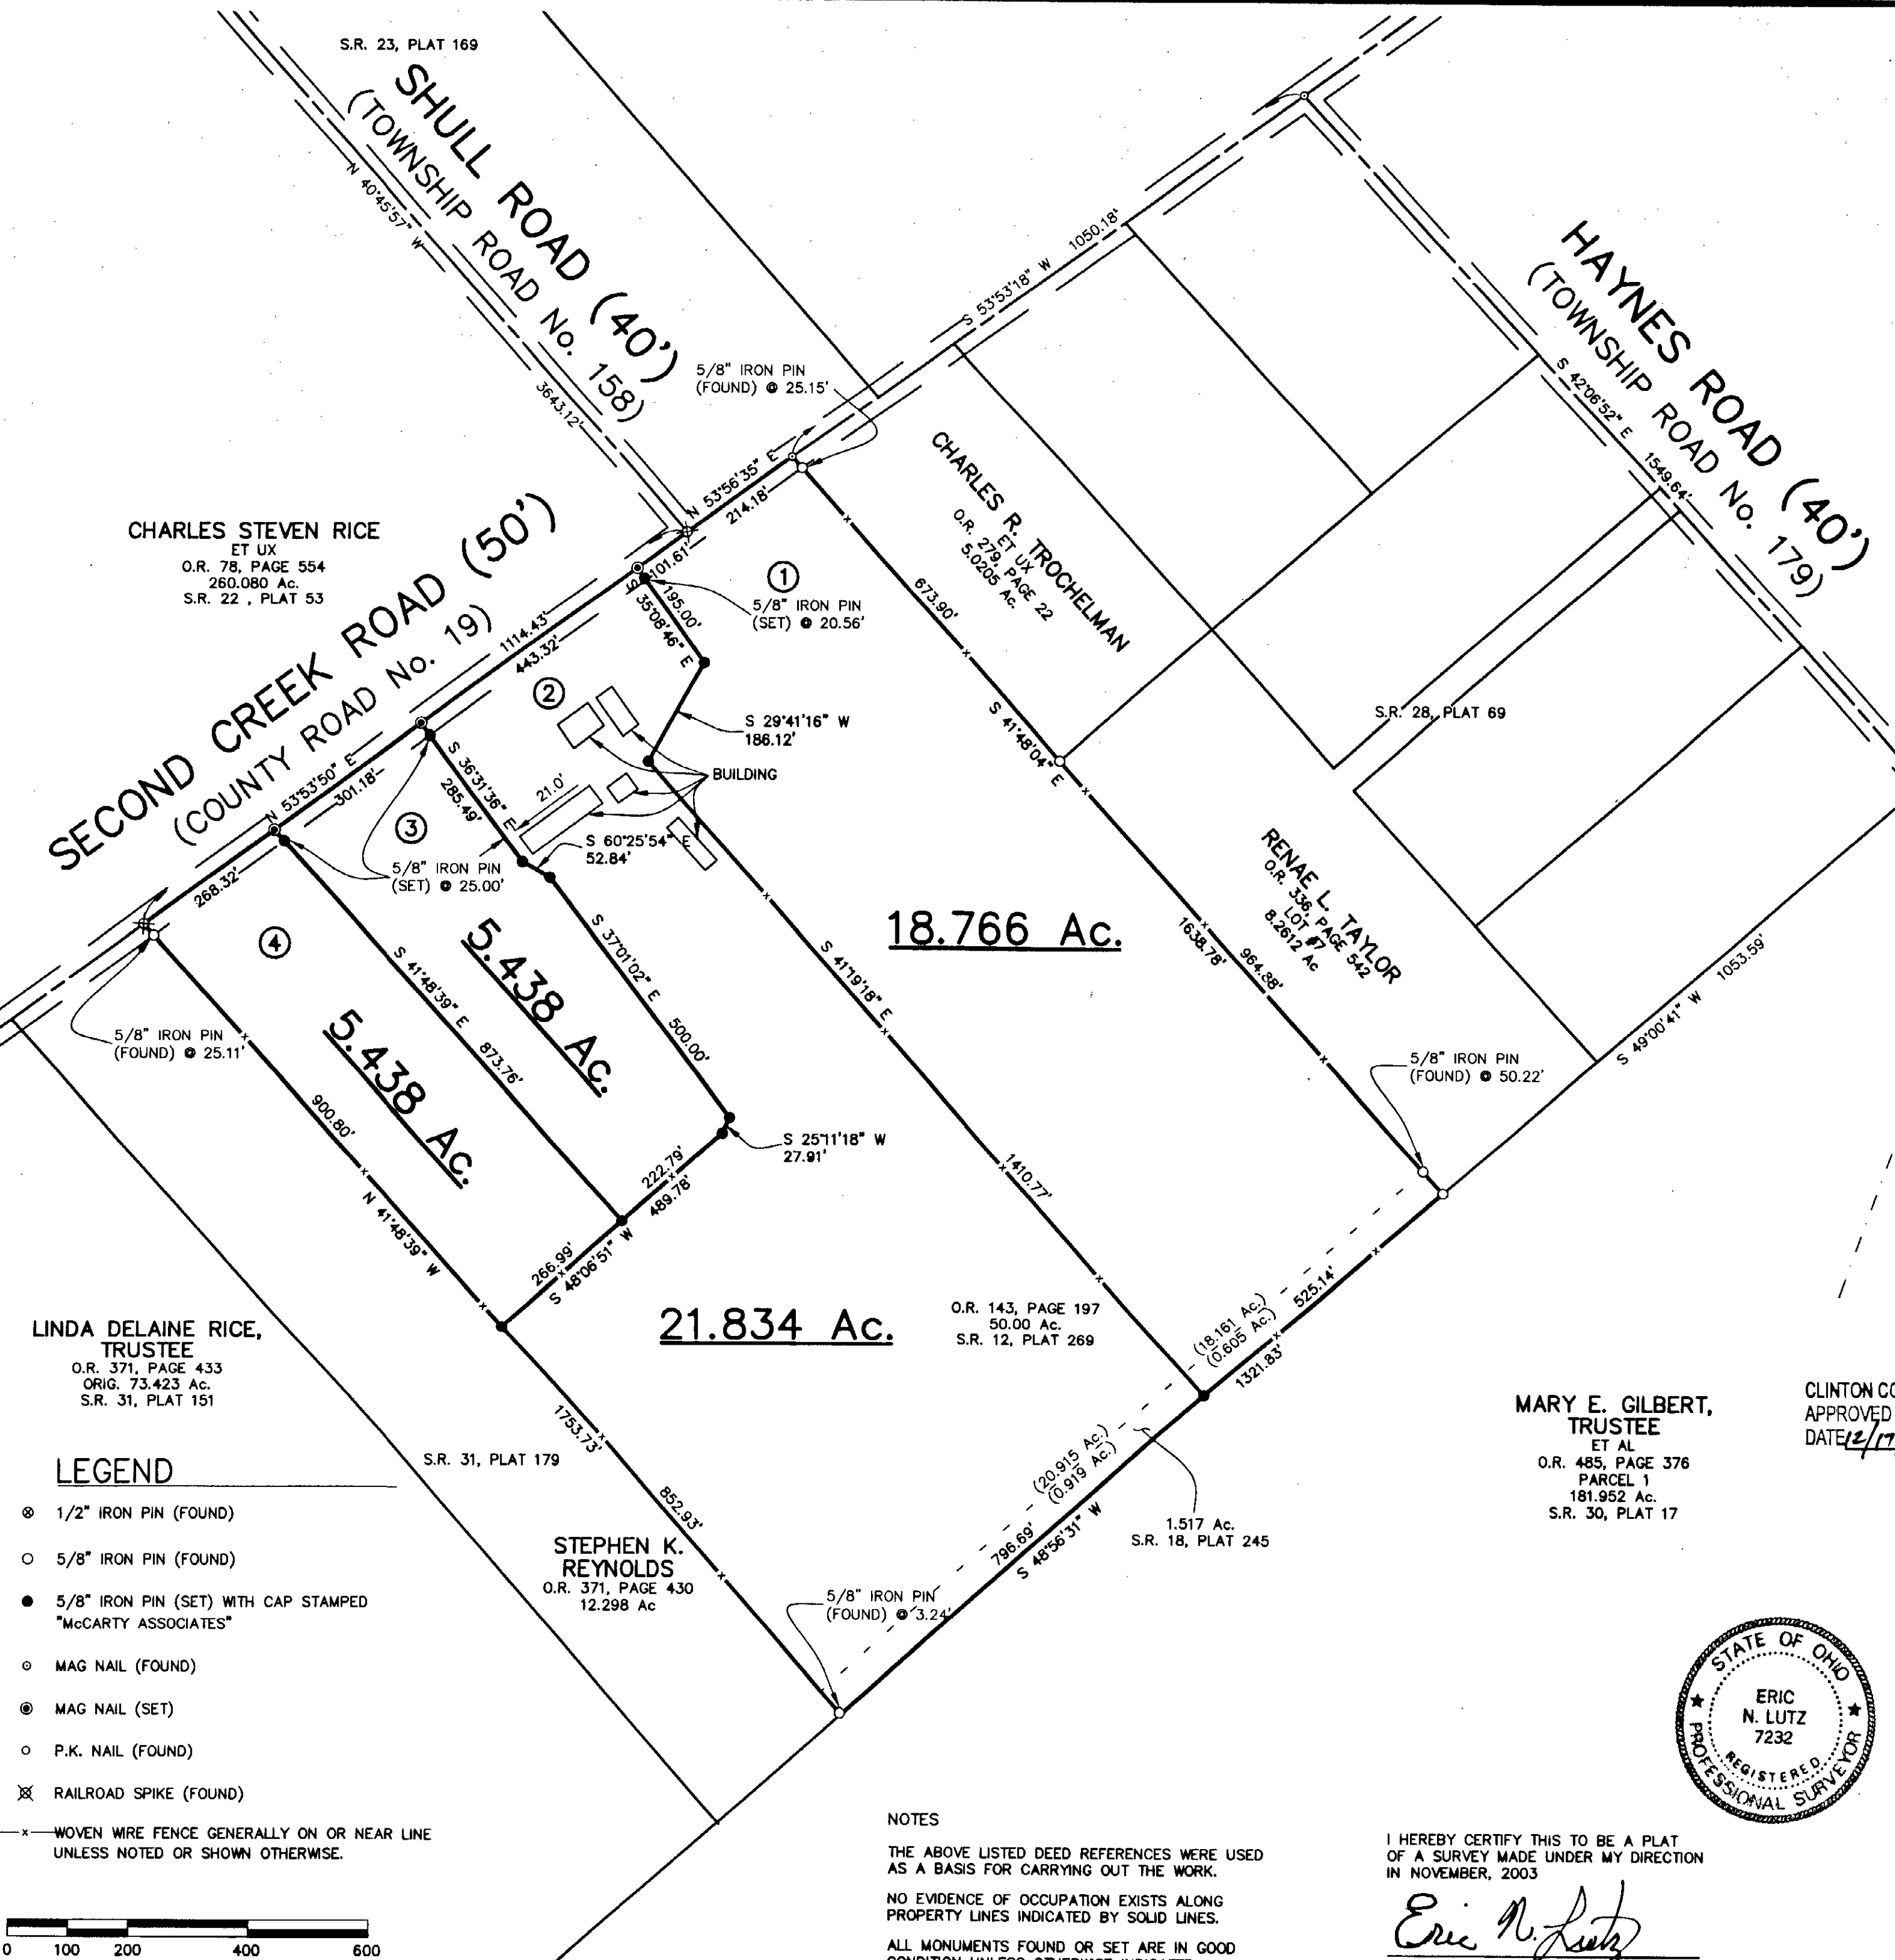 S.R. 23, PLAT 169
SHULL ROAD (40')
(TOWNSHIP ROAD No. 158)
N 40°45'57" W
3643.12'
HAYNES ROAD (40')
(TOWNSHIP ROAD No. 179)
S 42°06'52" E
1549.64'
S 53°53'18" W
1050.18'
5/8" IRON PIN
(FOUND) @ 25.15'
CHARLES STEVEN RICE
ET UX
O.R. 78, PAGE 554
260.080 Ac.
S.R. 22 , PLAT 53
SECOND CREEK ROAD (50')
(COUNTY ROAD No. 19)
N 53°56'35" E
214.18'
101.61'
1114.43'
443.32'
N 53°53'50" E
301.18'
268.32'
1
5/8" IRON PIN
(SET) @ 20.56'
S 35°08'46" E
195.00'
2
S 29°41'16" W
186.12'
BUILDING
S 36°31'36" E
285.49'
21.0'
3
5/8" IRON PIN
(SET) @ 25.00'
S 60°25'54" E
52.84'
CHARLES R. TROCHELMAN
ET UX
O.R. 279, PAGE 22
5.0205 Ac.
673.90'
S 41°48'04" E
S.R. 28, PLAT 69
RENAE L. TAYLOR
O.R. 336, PAGE 542
LOT #7
8.2612 Ac
1638.78'
964.88'
18.766 Ac.
S 49°00'41" W
1053.59'
4
S 41°48'39" E
873.76'
5.438 Ac.
5.438 Ac.
S 37°01'02" E
500.00'
S 41°19'18" E
1410.77'
5/8" IRON PIN
(FOUND) @ 25.11'
5/8" IRON PIN
(FOUND) @ 50.22'
900.80'
N 41°48'39" W
S 25°11'18" W
27.91'
222.79'
489.78'
266.99'
S 48°06'51" W
21.834 Ac.
O.R. 143, PAGE 197
50.00 Ac.
S.R. 12, PLAT 269
(18.161 Ac.)
(0.605 Ac.)
525.14'
1321.83'
LINDA DELAINE RICE,
TRUSTEE
O.R. 371, PAGE 433
ORIG. 73.423 Ac.
S.R. 31, PLAT 151
1753.73'
852.93'
S.R. 31, PLAT 179
(20.915 Ac.)
(0.919 Ac.)
796.69'
S 48°56'31" W
1.517 Ac.
S.R. 18, PLAT 245
MARY E. GILBERT,
TRUSTEE
ET AL
O.R. 485, PAGE 376
PARCEL 1
181.952 Ac.
S.R. 30, PLAT 17
CLINTON CO
APPROVED
DATE 12/17
STEPHEN K.
REYNOLDS
O.R. 371, PAGE 430
12.298 Ac
5/8" IRON PIN
(FOUND) @ 3.24'
LEGEND
1/2" IRON PIN (FOUND)
5/8" IRON PIN (FOUND)
5/8" IRON PIN (SET) WITH CAP STAMPED
"McCARTY ASSOCIATES"
MAG NAIL (FOUND)
MAG NAIL (SET)
P.K. NAIL (FOUND)
RAILROAD SPIKE (FOUND)
x WOVEN WIRE FENCE GENERALLY ON OR NEAR LINE
UNLESS NOTED OR SHOWN OTHERWISE.
0 100 200 400 600
NOTES
THE ABOVE LISTED DEED REFERENCES WERE USED
AS A BASIS FOR CARRYING OUT THE WORK.
NO EVIDENCE OF OCCUPATION EXISTS ALONG
PROPERTY LINES INDICATED BY SOLID LINES.
ALL MONUMENTS FOUND OR SET ARE IN GOOD
CONDITION UNLESS OTHERWISE
STATE OF OHIO
ERIC
N. LUTZ
7232
REGISTERED
PROFESSIONAL SURVEYOR
I HEREBY CERTIFY THIS TO BE A PLAT
OF A SURVEY MADE UNDER MY DIRECTION
IN NOVEMBER, 2003
Eric N. Lutz